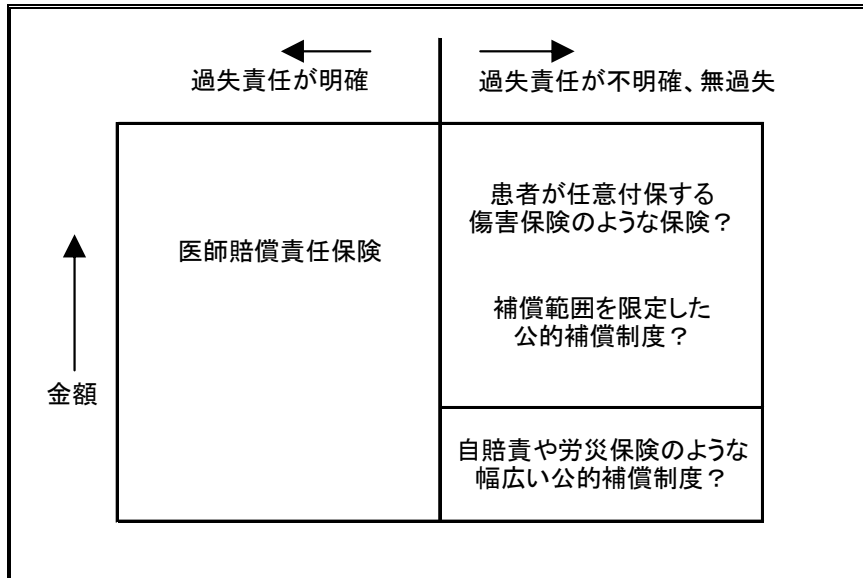 過失責任が明確
過失責任が不明確、無過失
医師賠償責任保険
患者が任意付保する
傷害保険のような保険？
補償範囲を限定した
公的補償制度？
金額
自賠責や労災保険のような
幅広い公的補償制度？